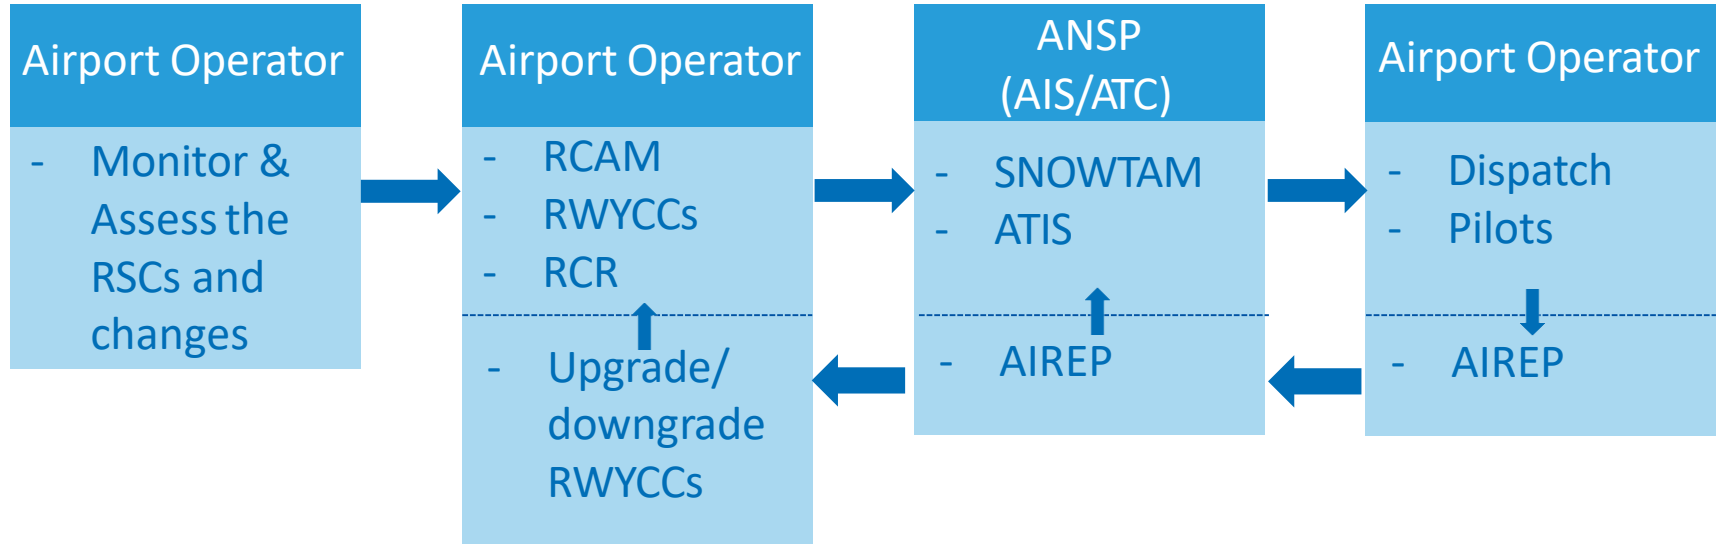 Airport Operator
- Monitor &
Assess the
RSCs and
changes
Airport Operator
- RCAM
- RWYCCs
- RCR
- Upgrade/
downgrade
RWYCCs
ANSP
(AIS/ATC)
- SNOWTAM
- ATIS
- AIREP
Airport Operator
- Dispatch
- Pilots
- AIREP